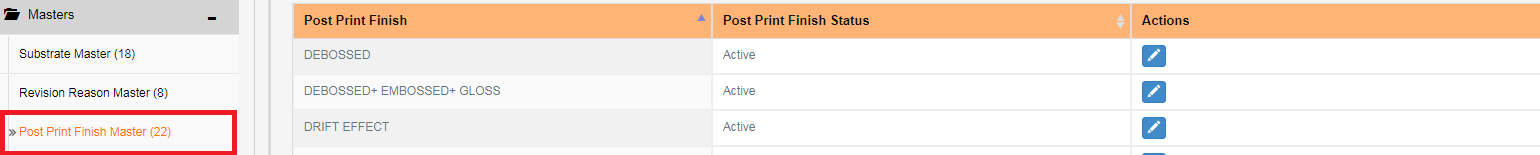 Masters
Substrate Master (18)
Revision Reason Master (8)
» Post Print Finish Master (22)
Post Print Finish Post Print Finish Status Actions
DEBOSSED Active
DEBOSSED+ EMBOSSED+ GLOSS Active
DRIFT EFFECT Active